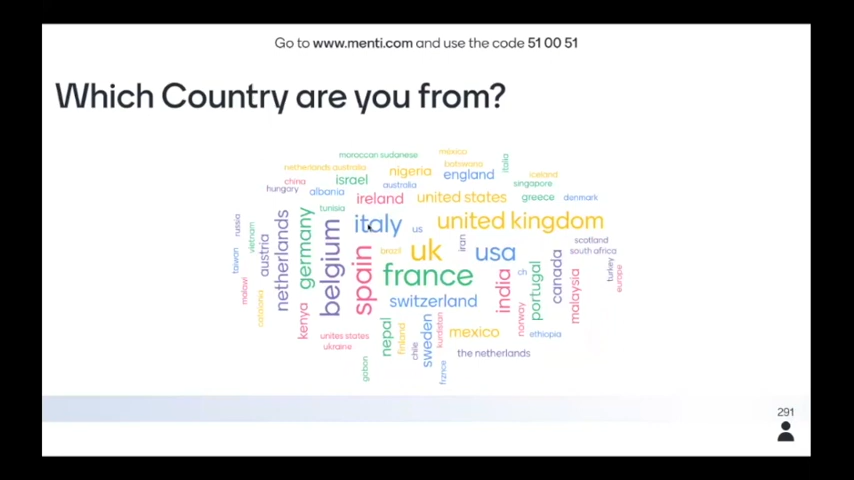 Go to www.menti.com and use the code 51 00 51
Which Country are you from?
moroccan sudanese
mexico
netherlands australia
nigeria
botswana
italia
china
israel
england
iceland
hungary
albania
australia
singapore
ireland
united states
greece
denmark
tunisia
italy
us
united kingdom
russia
vietnam
taiwan
austria
netherlands
germany
belgium
spain
brazil
uk
iran
usa
scotland
south africa
france
india
ch
portugal
canada
malaysia
turkey
europe
malawi
catalonia
kenya
switzerland
norway
ethiopia
unites states
ukraine
nepal
finland
chile
sweden
kurdistan
mexico
the netherlands
gabon
frznce
291